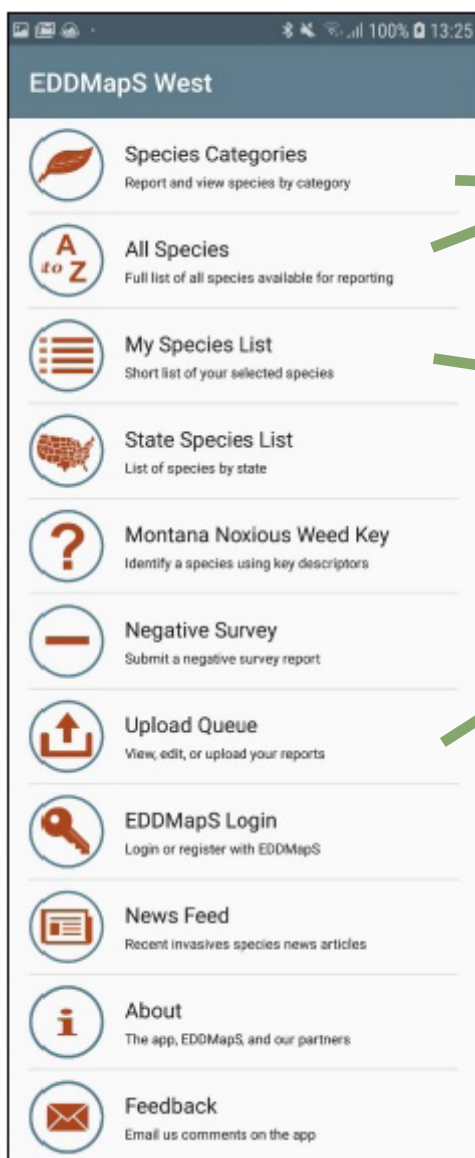 100% 13:25
EDDMapS West
Species Categories
Report and view species by category
A to Z
All Species
Full list of all species available for reporting
My Species List
Short list of your selected species
State Species List
List of species by state
?
Montana Noxious Weed Key
Identify a species using key descriptors
Negative Survey
Submit a negative survey report
Upload Queue
View, edit, or upload your reports
EDDMapS Login
Login or register with EDDMapS
News Feed
Recent invasives species news articles
i
About
The app, EDDMapS, and our partners
Feedback
Email us comments on the app